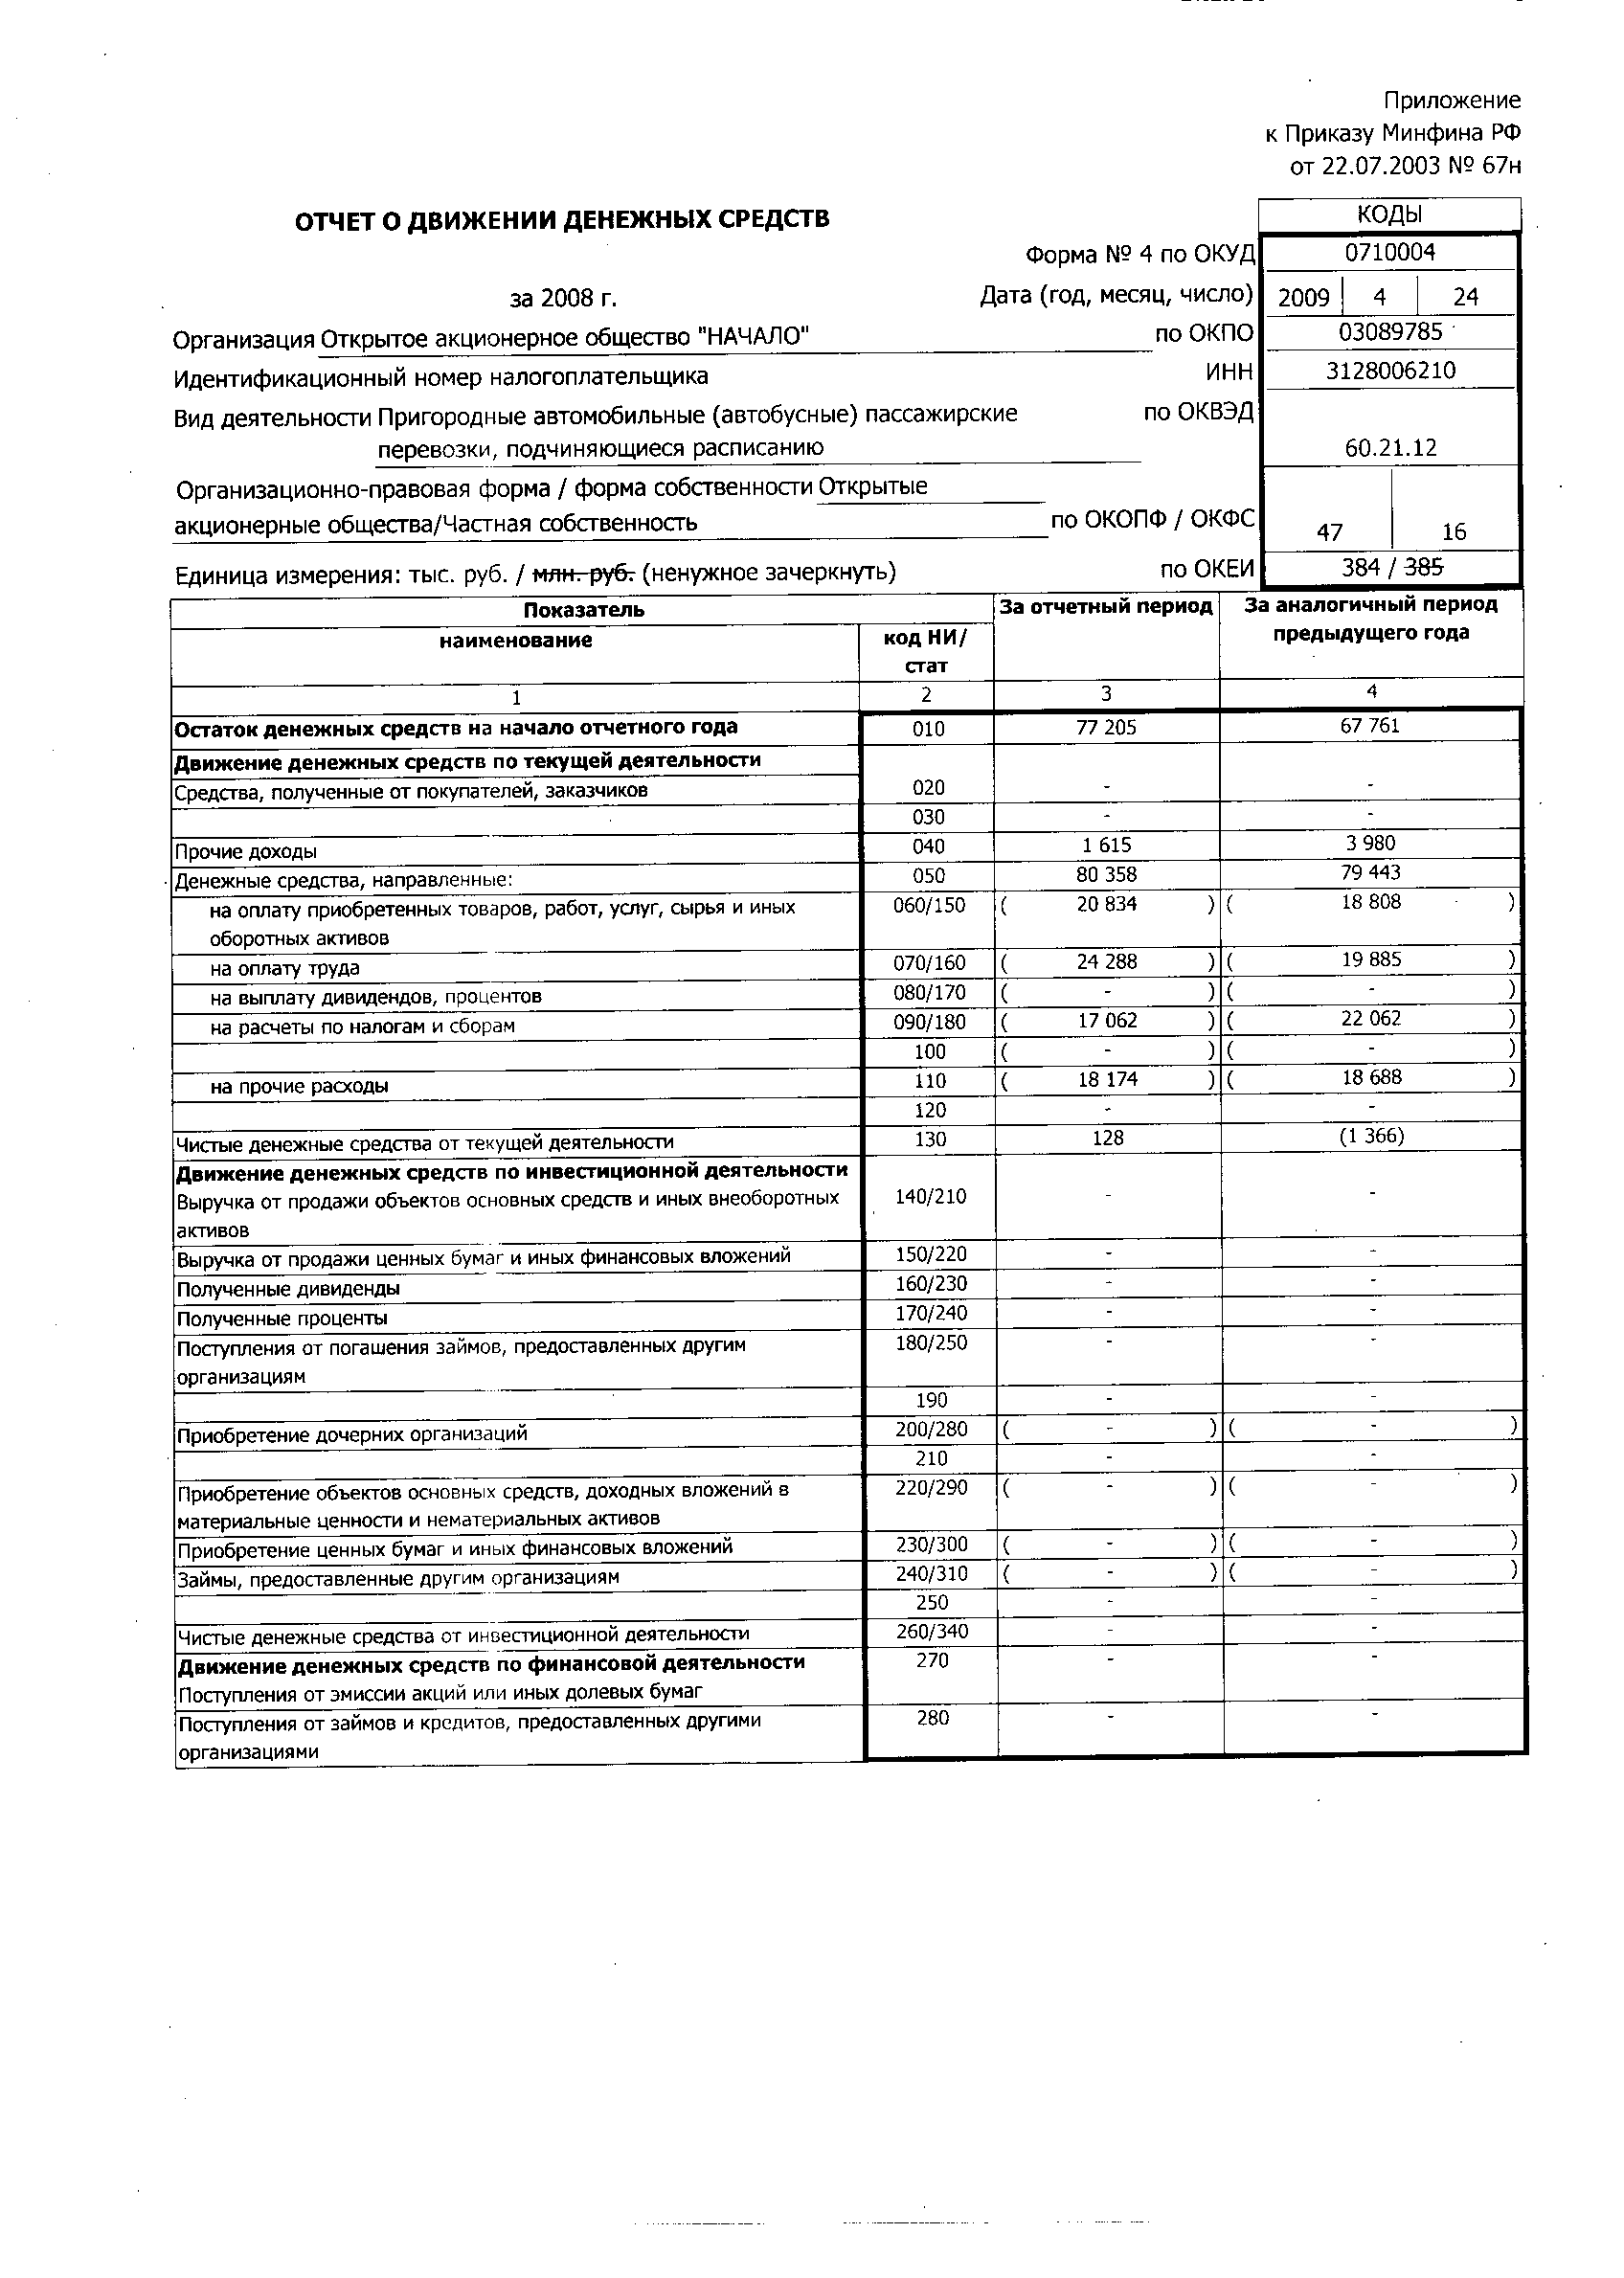 Приложение
к Приказу Минфина РФ
от 22.07.2003 № 67н
ОТЧЕТ О ДВИЖЕНИИ ДЕНЕЖНЫХ СРЕДСТВ
КОДЫ
Форма № 4 по ОКУД 0710004
за 2008 г. Дата (год, месяц, число) 2009 4 24
Организация Открытое акционерное общество "НАЧАЛО" по ОКПО 03089785
Идентификационный номер налогоплательщика ИНН 3128006210
Вид деятельности Пригородные автомобильные (автобусные) пассажирские по ОКВЭД
перевозки, подчиняющиеся расписанию 60.21.12
Организационно-правовая форма / форма собственности Открытые
акционерные общества/Частная собственность по ОКОПФ / ОКФС 47 16
Единица измерения: тыс. руб. / млн. руб. (ненужное зачеркнуть) по ОКЕИ 384 / 385
Показатель За отчетный период За аналогичный период
предыдущего года
наименование код НИ/
стат
1 2 3 4
Остаток денежных средств на начало отчетного года 010 77 205 67 761
Движение денежных средств по текущей деятельности
Средства, полученные от покупателей, заказчиков 020 - -
030 - -
Прочие доходы 040 1 615 3 980
Денежные средства, направленные: 050 80 358 79 443
на оплату приобретенных товаров, работ, услуг, сырья и иных 060/150 ( 20 834 ) ( 18 808 )
оборотных активов
на оплату труда 070/160 ( 24 288 ) ( 19 885 )
на выплату дивидендов, процентов 080/170 ( - ) ( - )
на расчеты по налогам и сборам 090/180 ( 17 062 ) ( 22 062 )
100 ( - ) ( - )
на прочие расходы 110 ( 18 174 ) ( 18 688 )
120 - -
Чистые денежные средства от текущей деятельности 130 128 (1 366)
Движение денежных средств по инвестиционной деятельности
Выручка от продажи объектов основных средств и иных внеоборотных 140/210 - -
активов
Выручка от продажи ценных бумаг и иных финансовых вложений 150/220 - -
Полученные дивиденды 160/230 - -
Полученные проценты 170/240 - -
Поступления от погашения займов, предоставленных другим 180/250 - -
организациям
190 - -
Приобретение дочерних организаций 200/280 ( - ) ( - )
210 - -
Приобретение объектов основных средств, доходных вложений в 220/290 ( - ) ( - )
материальные ценности и нематериальных активов
Приобретение ценных бумаг и иных финансовых вложений 230/300 ( - ) ( - )
Займы, предоставленные другим организациям 240/310 ( - ) ( - )
250 - -
Чистые денежные средства от инвестиционной деятельности 260/340 - -
Движение денежных средств по финансовой деятельности 270 - -
Поступления от эмиссии акций или иных долевых бумаг
Поступления от займов и кредитов, предоставленных другими 280 - -
организациями